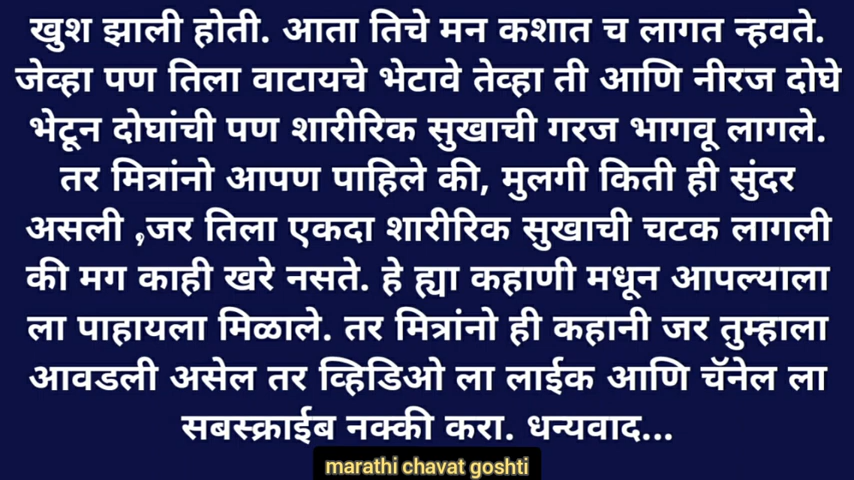 खुश झाली होती. आता तिचे मन कशात च लागत न्हवते.
जेव्हा पण तिला वाटायचे भेटावे तेव्हा ती आणि नीरज दोघे
भेटून दोघांची पण शारीरिक सुखाची गरज भागवू लागले.
तर मित्रांनो आपण पाहिले की, मुलगी किती ही सुंदर
असली ,जर तिला एकदा शारीरिक सुखाची चटक लागली
की मग काही खरे नसते. हे ह्या कहाणी मधून आपल्याला
ला पाहायला मिळाले. तर मित्रांनो ही कहानी जर तुम्हाला
आवडली असेल तर व्हिडिओ ला लाईक आणि चॅनेल ला
सबस्क्राईब नक्की करा. धन्यवाद...
marathi chavat goshti